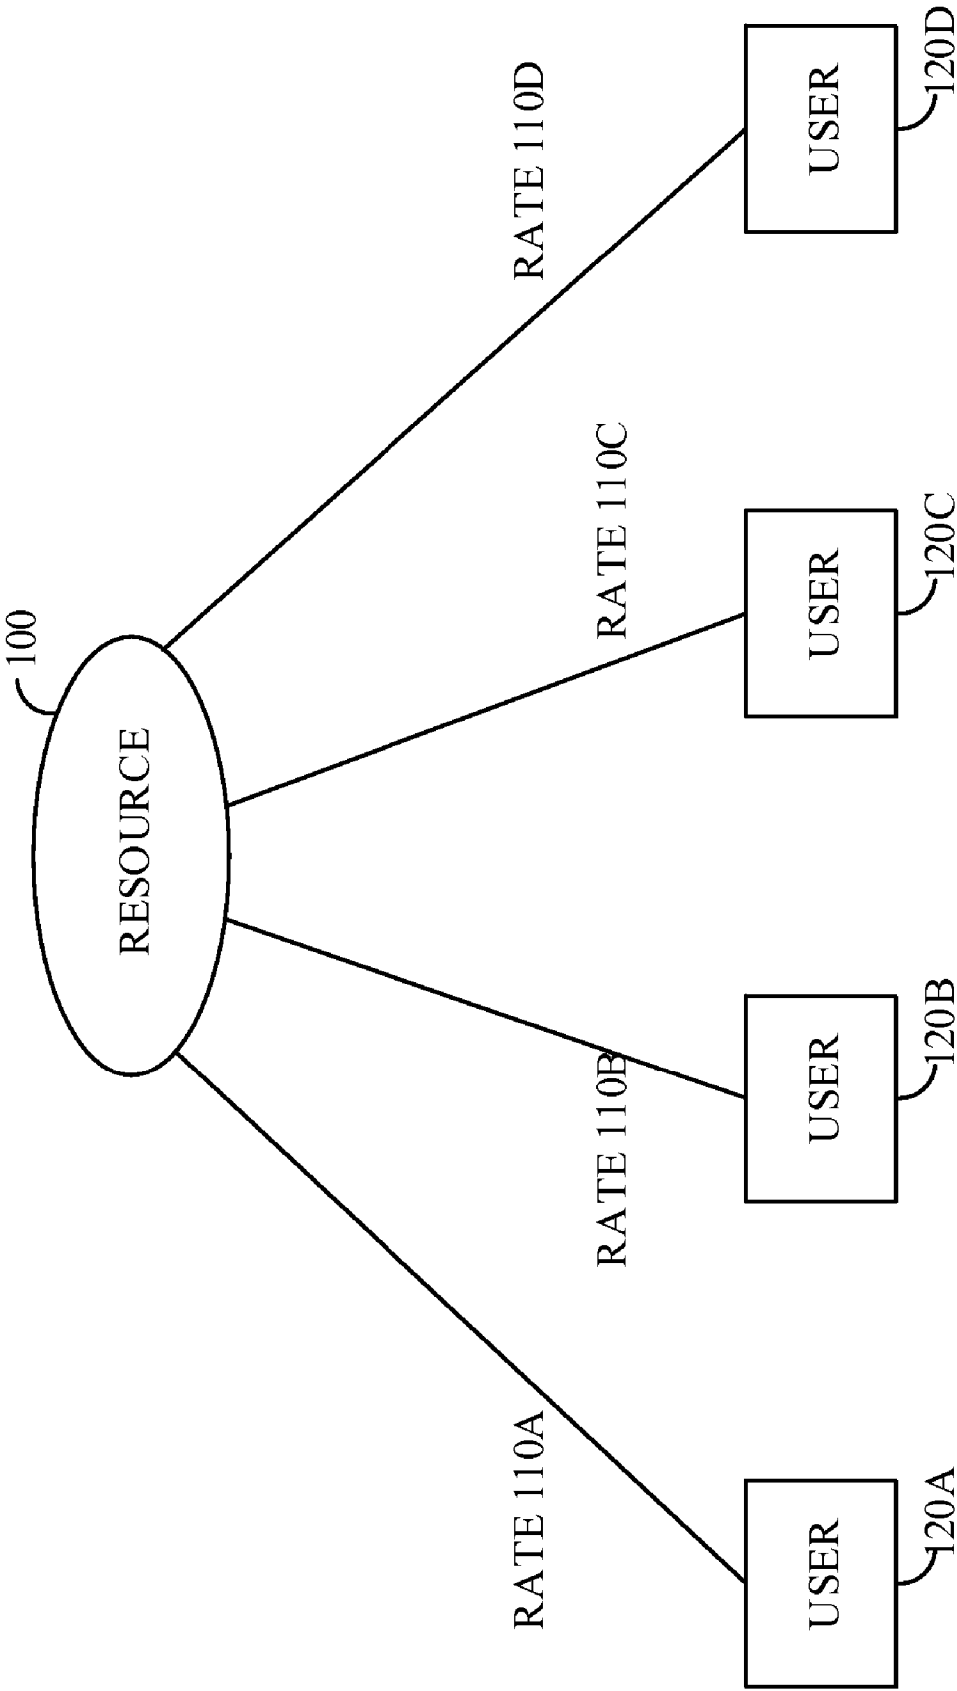 100
RESOURCE
RATE 110A
RATE 110B
RATE 110C
RATE 110D
USER
USER
USER
USER
120A
120B
120C
120D